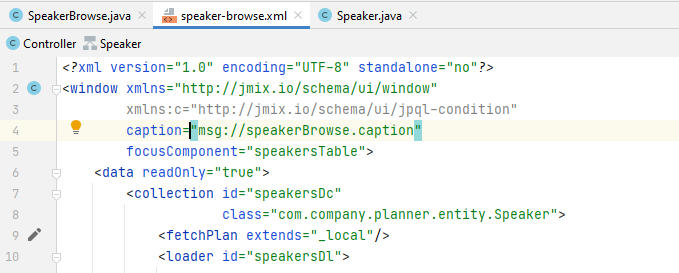 SpeakerBrowse.java speaker-browse.xml Speaker.java
Controller Speaker
1 <?xml version="1.0" encoding="UTF-8" standalone="no"?>
2 <window xmlns="http://jmix.io/schema/ui/window"
3 xmlns:c="http://jmix.io/schema/ui/jpql-condition"
4 caption="msg://speakerBrowse.caption"
5 focusComponent="speakersTable">
6 <data readOnly="true">
7 <collection id="speakersDc"
8 class="com.company.planner.entity.Speaker">
9 <fetchPlan extends="_local"/>
10 <loader id="speakersDl">